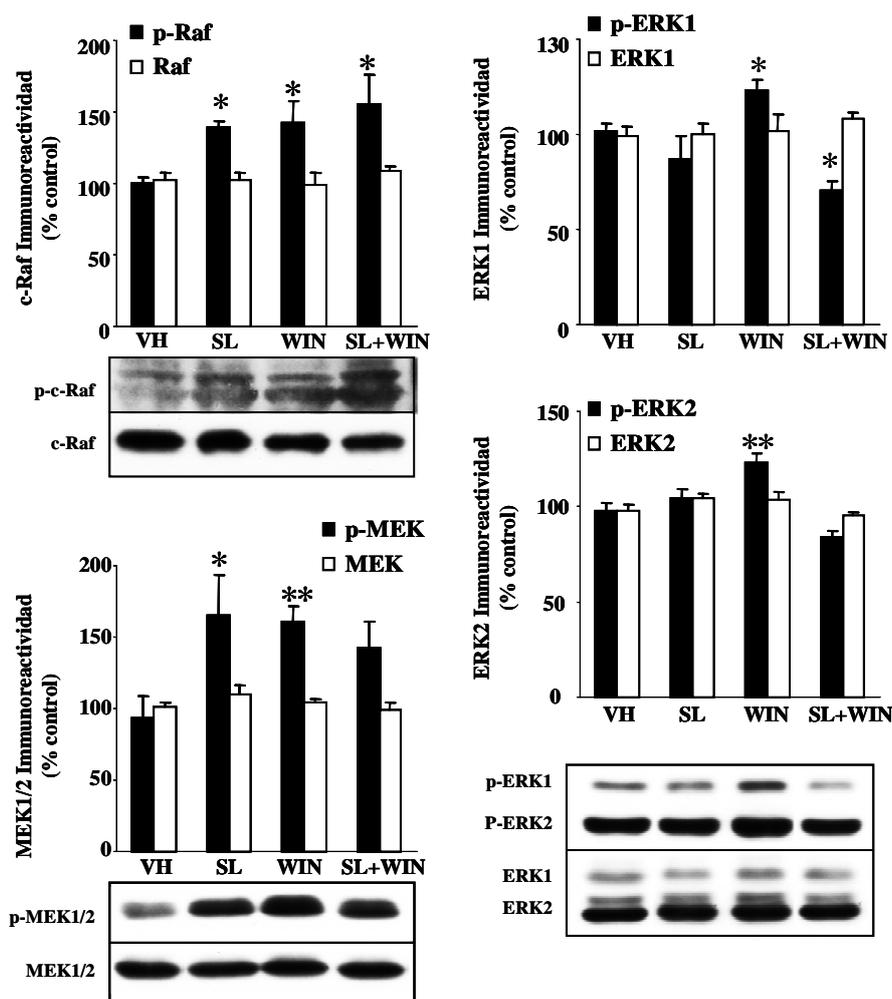 p-Raf
Raf
c-Raf Immunoreactividad
(% control)
200
150
100
50
0
*
*
*
VH SL WIN SL+WIN
p-c-Raf
c-Raf
p-MEK
MEK
MEK1/2 Immunoreactividad
(% control)
200
150
100
50
0
*
**
VH SL WIN SL+WIN
p-MEK1/2
MEK1/2
p-ERK1
ERK1
ERK1 Immunoreactividad
(% control)
130
100
50
0
*
*
VH SL WIN SL+WIN
p-ERK2
ERK2
ERK2 Immunoreactividad
(% control)
150
100
50
0
**
VH SL WIN SL+WIN
p-ERK1
P-ERK2
ERK1
ERK2